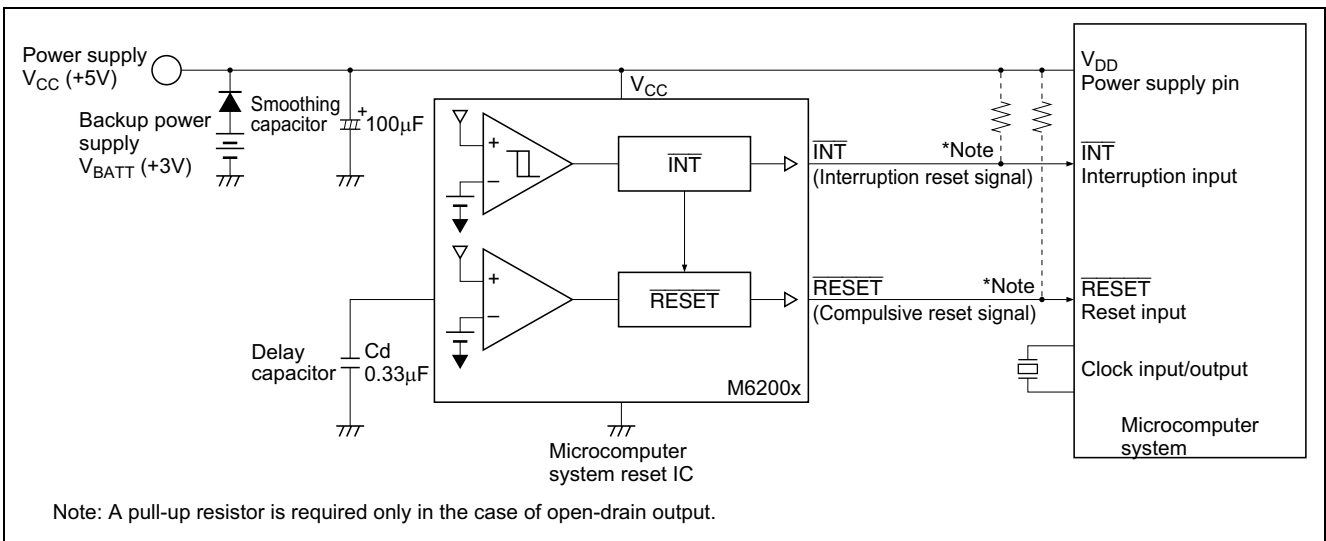 Power supply
VCC (+5V)
Backup power
supply
VBATT (+3V)
Smoothing
capacitor
+
100μF
VCC
+
−
INT
INT
(Interruption reset signal)
*Note
+
−
RESET
RESET
(Compulsive reset signal)
*Note
M6200x
Delay
capacitor
Cd
0.33μF
Microcomputer
system reset IC
VDD
Power supply pin
INT
Interruption input
RESET
Reset input
Clock input/output
Microcomputer
system
Note: A pull-up resistor is required only in the case of open-drain output.